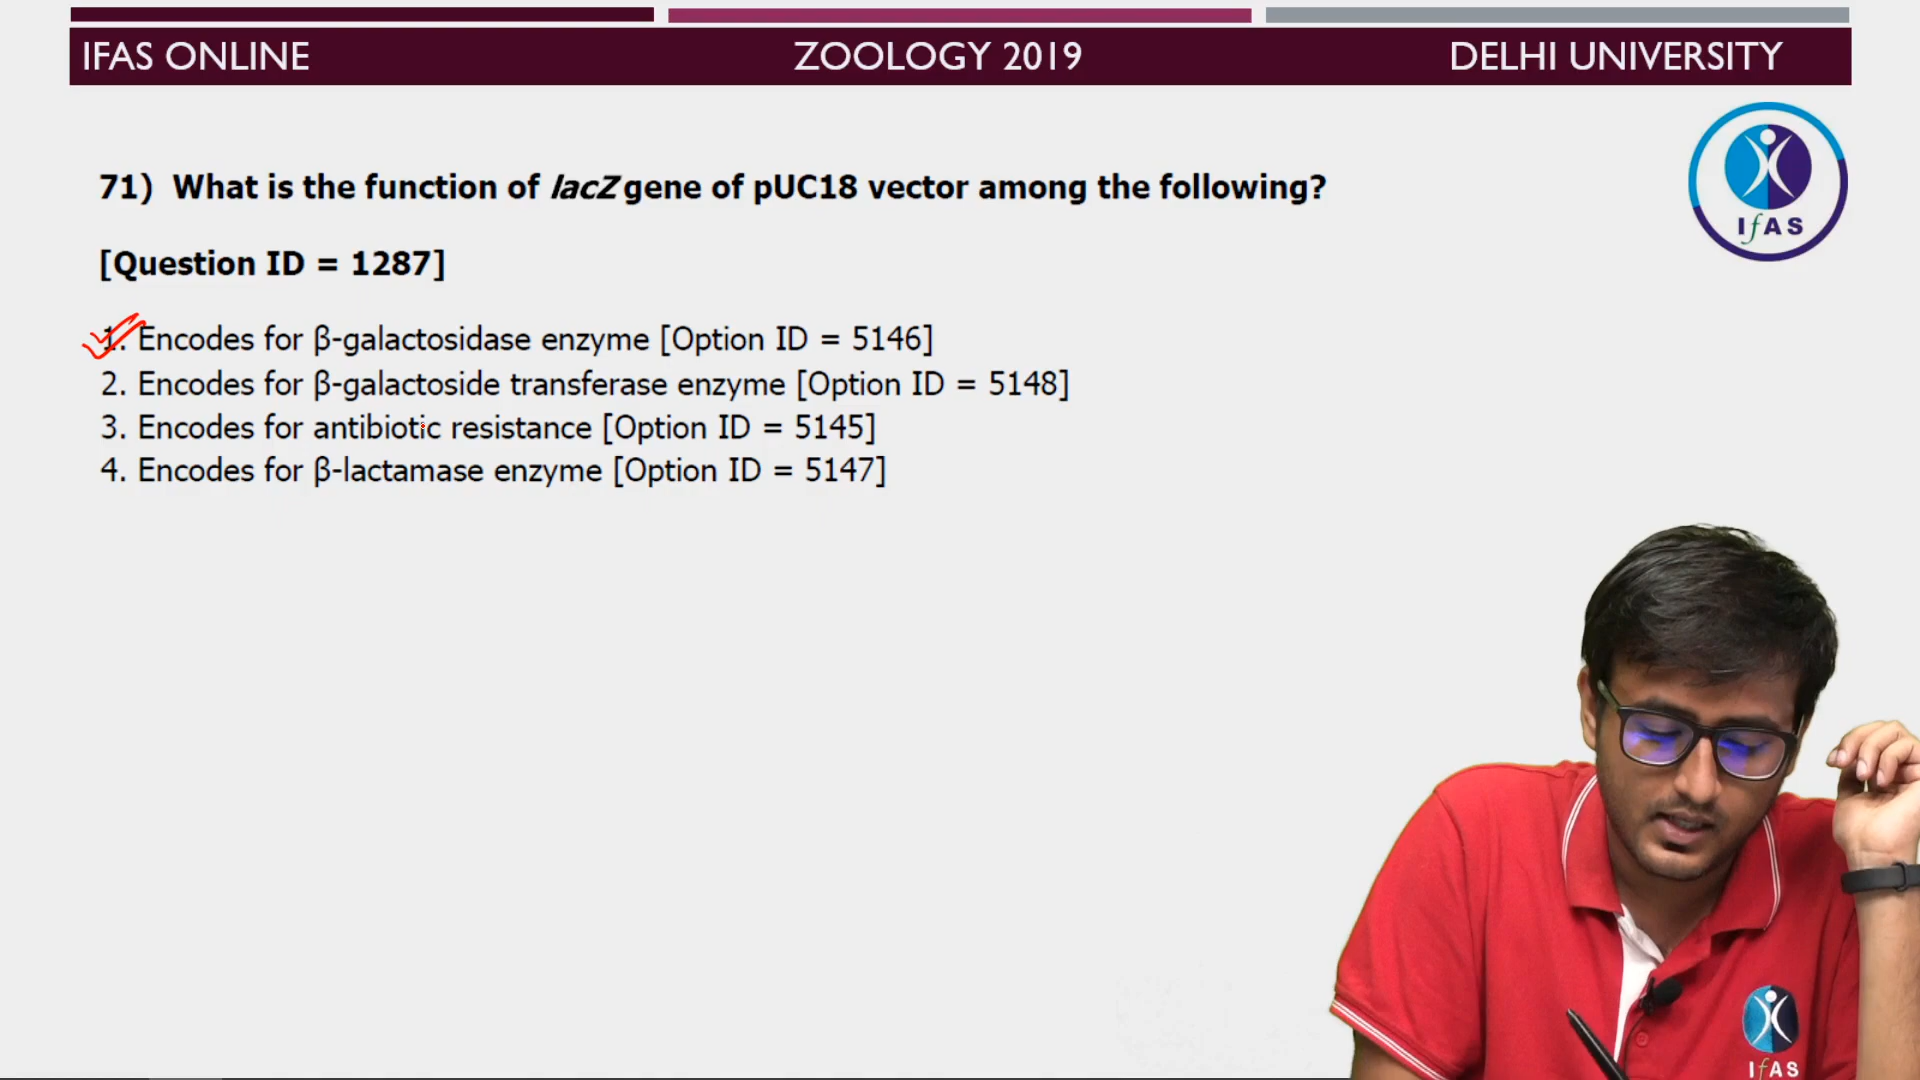 IFAS ONLINE ZOOLOGY 2019 DELHI UNIVERSITY
IfAS
71) What is the function of lacZ gene of pUC18 vector among the following?
[Question ID = 1287]
1. Encodes for β-galactosidase enzyme [Option ID = 5146]
2. Encodes for β-galactoside transferase enzyme [Option ID = 5148]
3. Encodes for antibiotic resistance [Option ID = 5145]
4. Encodes for β-lactamase enzyme [Option ID = 5147]
IfAS